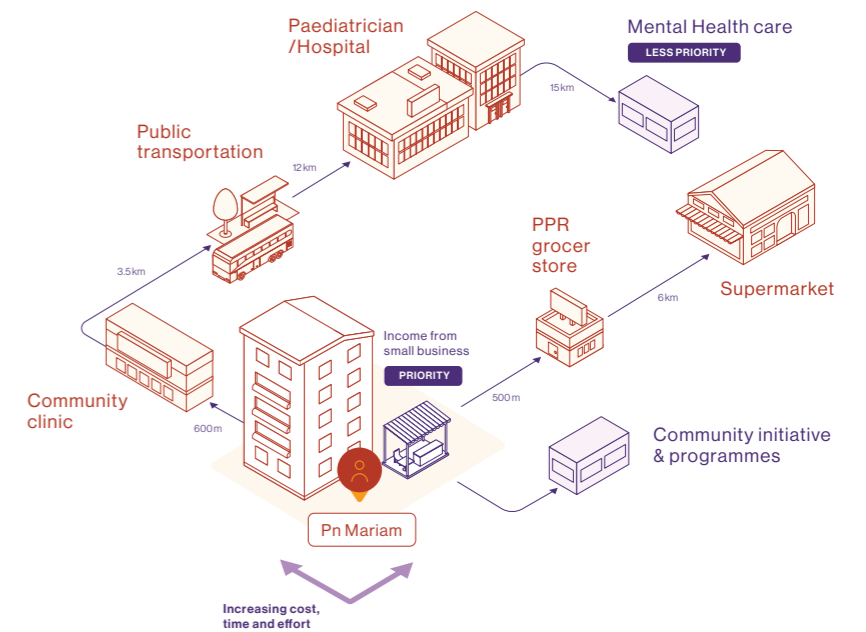 Paediatrician
/Hospital
Mental Health care
LESS PRIORITY
15km
Public
transportation
12km
PPR
grocer
store
3.5km
6km
Supermarket
Income from
small business
PRIORITY
Community
clinic
600m
500m
Community initiative
& programmes
Pn Mariam
Increasing cost,
time and effort